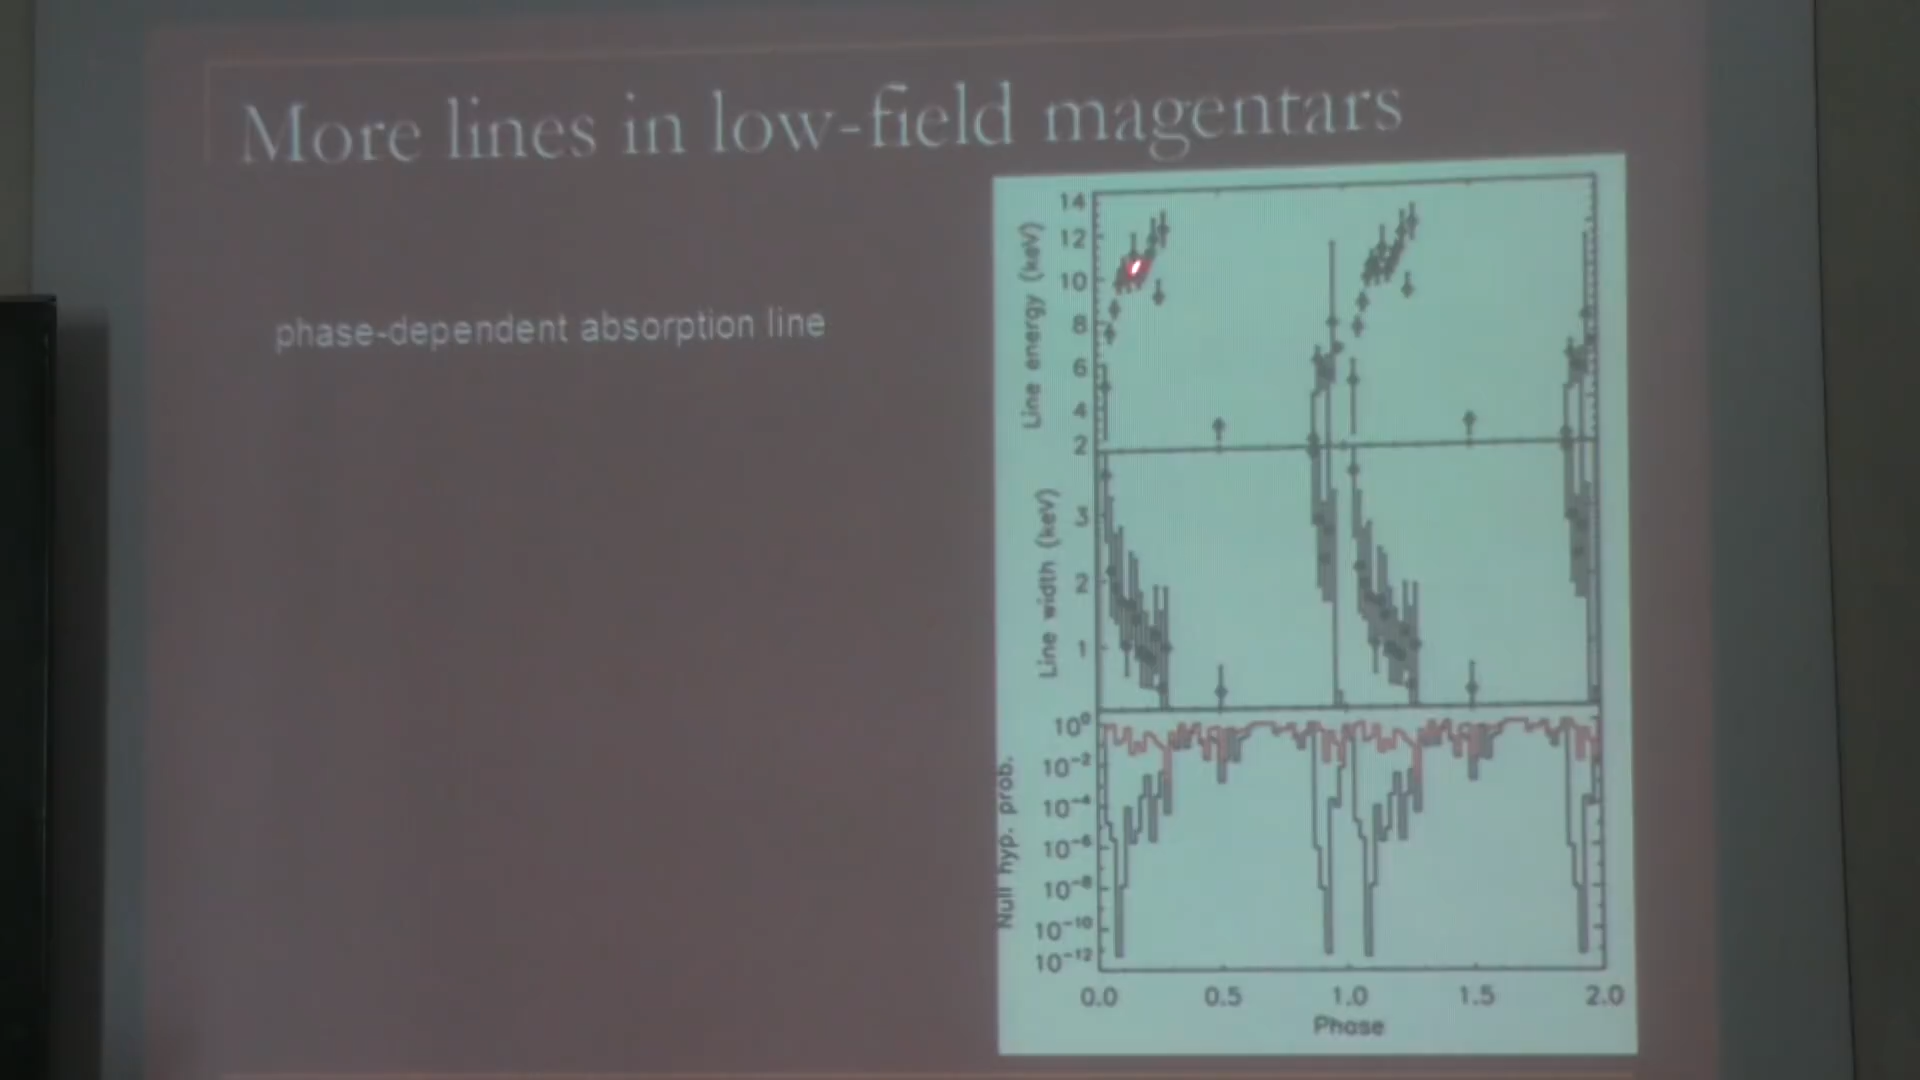 More lines in low-field magentars
phase-dependent absorption line
Line energy (keV)
14
12
10
8
6
4
2
Line width (keV)
3
2
1
Null hyp. prob.
10⁰
10⁻²
10⁻⁴
10⁻⁶
10⁻⁸
10⁻¹⁰
10⁻¹²
0.0 0.5 1.0 1.5 2.0
Phase